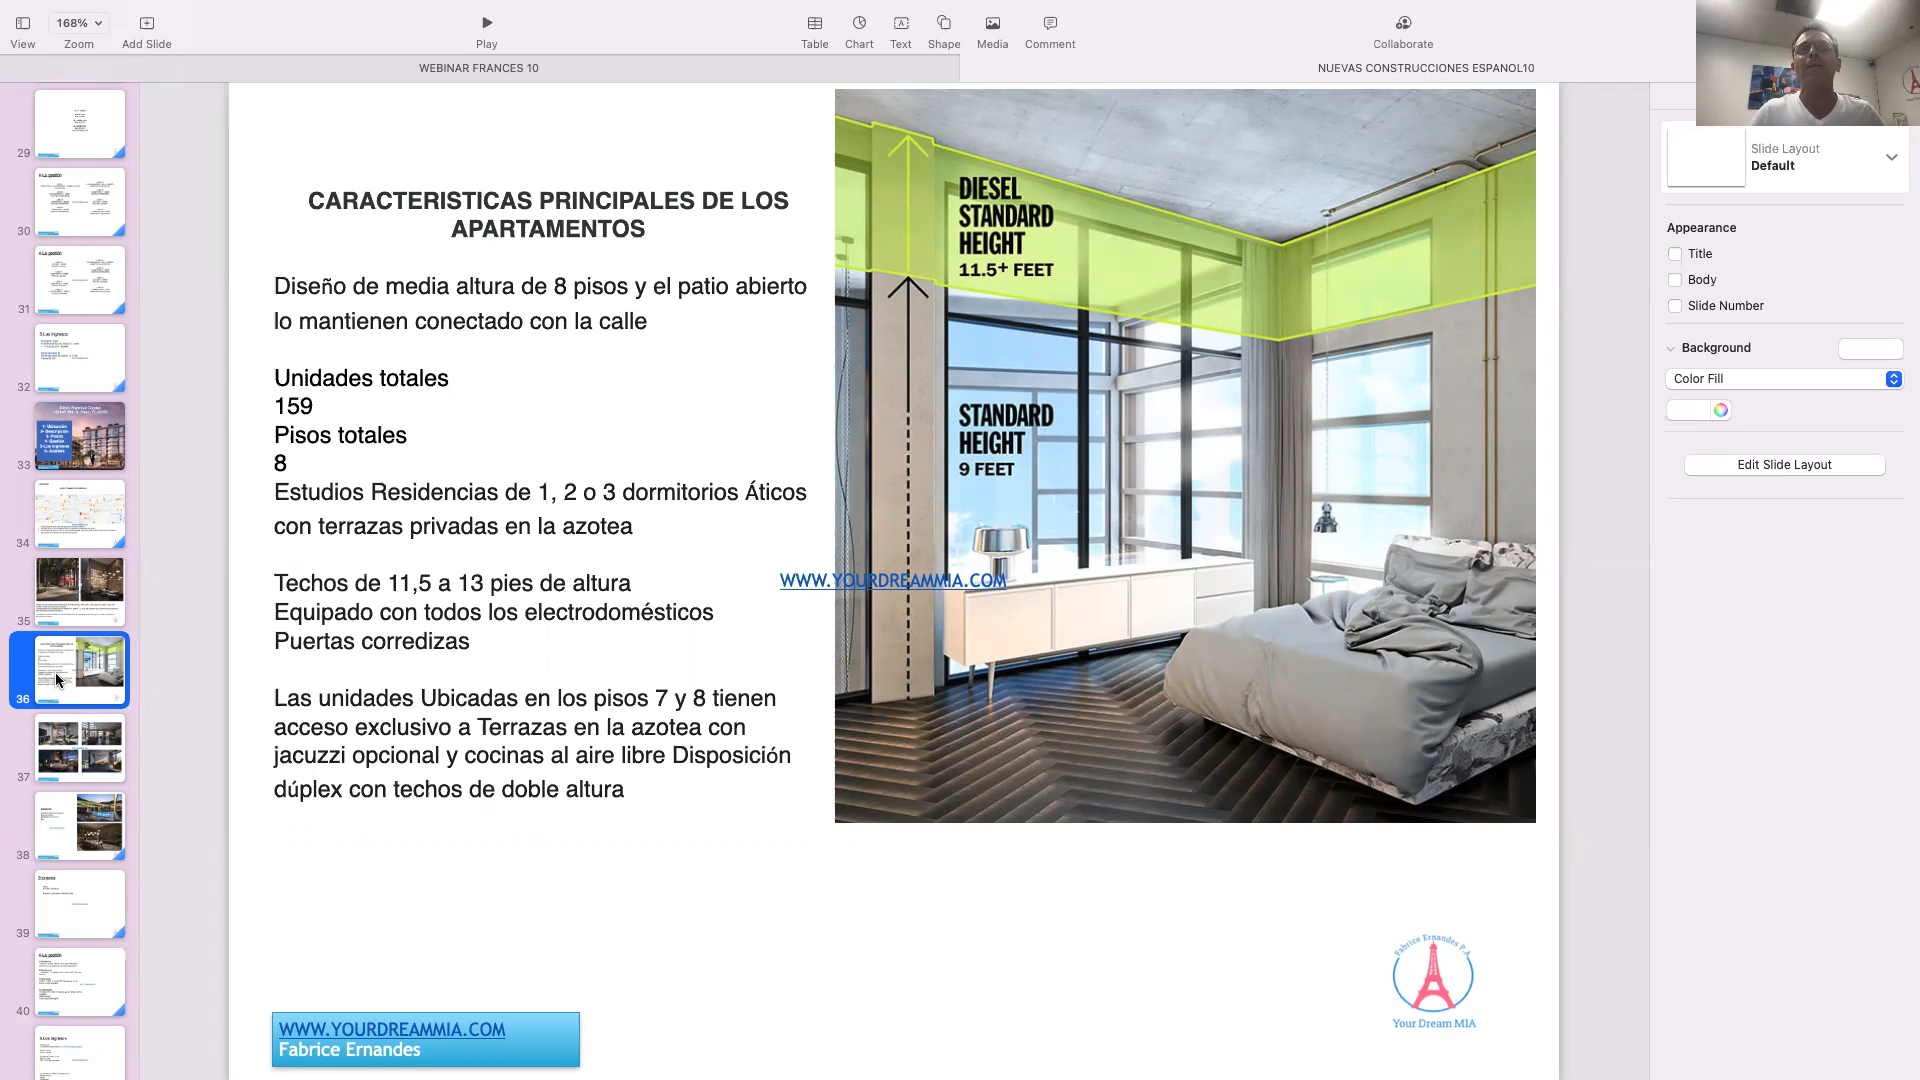 168%
View
Zoom
Add Slide
Play
Table
Chart
Text
Shape
Media
Comment
Collaborate
WEBINAR FRANCES 10
NUEVAS CONSTRUCCIONES ESPANOL10
29
30
31
32
33
34
35
36
37
38
39
40
CARACTERISTICAS PRINCIPALES DE LOS
APARTAMENTOS
Diseño de media altura de 8 pisos y el patio abierto
lo mantienen conectado con la calle
Unidades totales
159
Pisos totales
8
Estudios Residencias de 1, 2 o 3 dormitorios Áticos
con terrazas privadas en la azotea
Techos de 11,5 a 13 pies de altura
Equipado con todos los electrodomésticos
Puertas corredizas
Las unidades Ubicadas en los pisos 7 y 8 tienen
acceso exclusivo a Terrazas en la azotea con
jacuzzi opcional y cocinas al aire libre Disposición
dúplex con techos de doble altura
DIESEL
STANDARD
HEIGHT
11.5+ FEET
STANDARD
HEIGHT
9 FEET
WWW.YOURDREAMMIA.COM
WWW.YOURDREAMMIA.COM
Fabrice Ernandes
Fabrice Ernandes P.A
Your Dream MIA
Slide Layout
Default
Appearance
Title
Body
Slide Number
Background
Color Fill
Edit Slide Layout